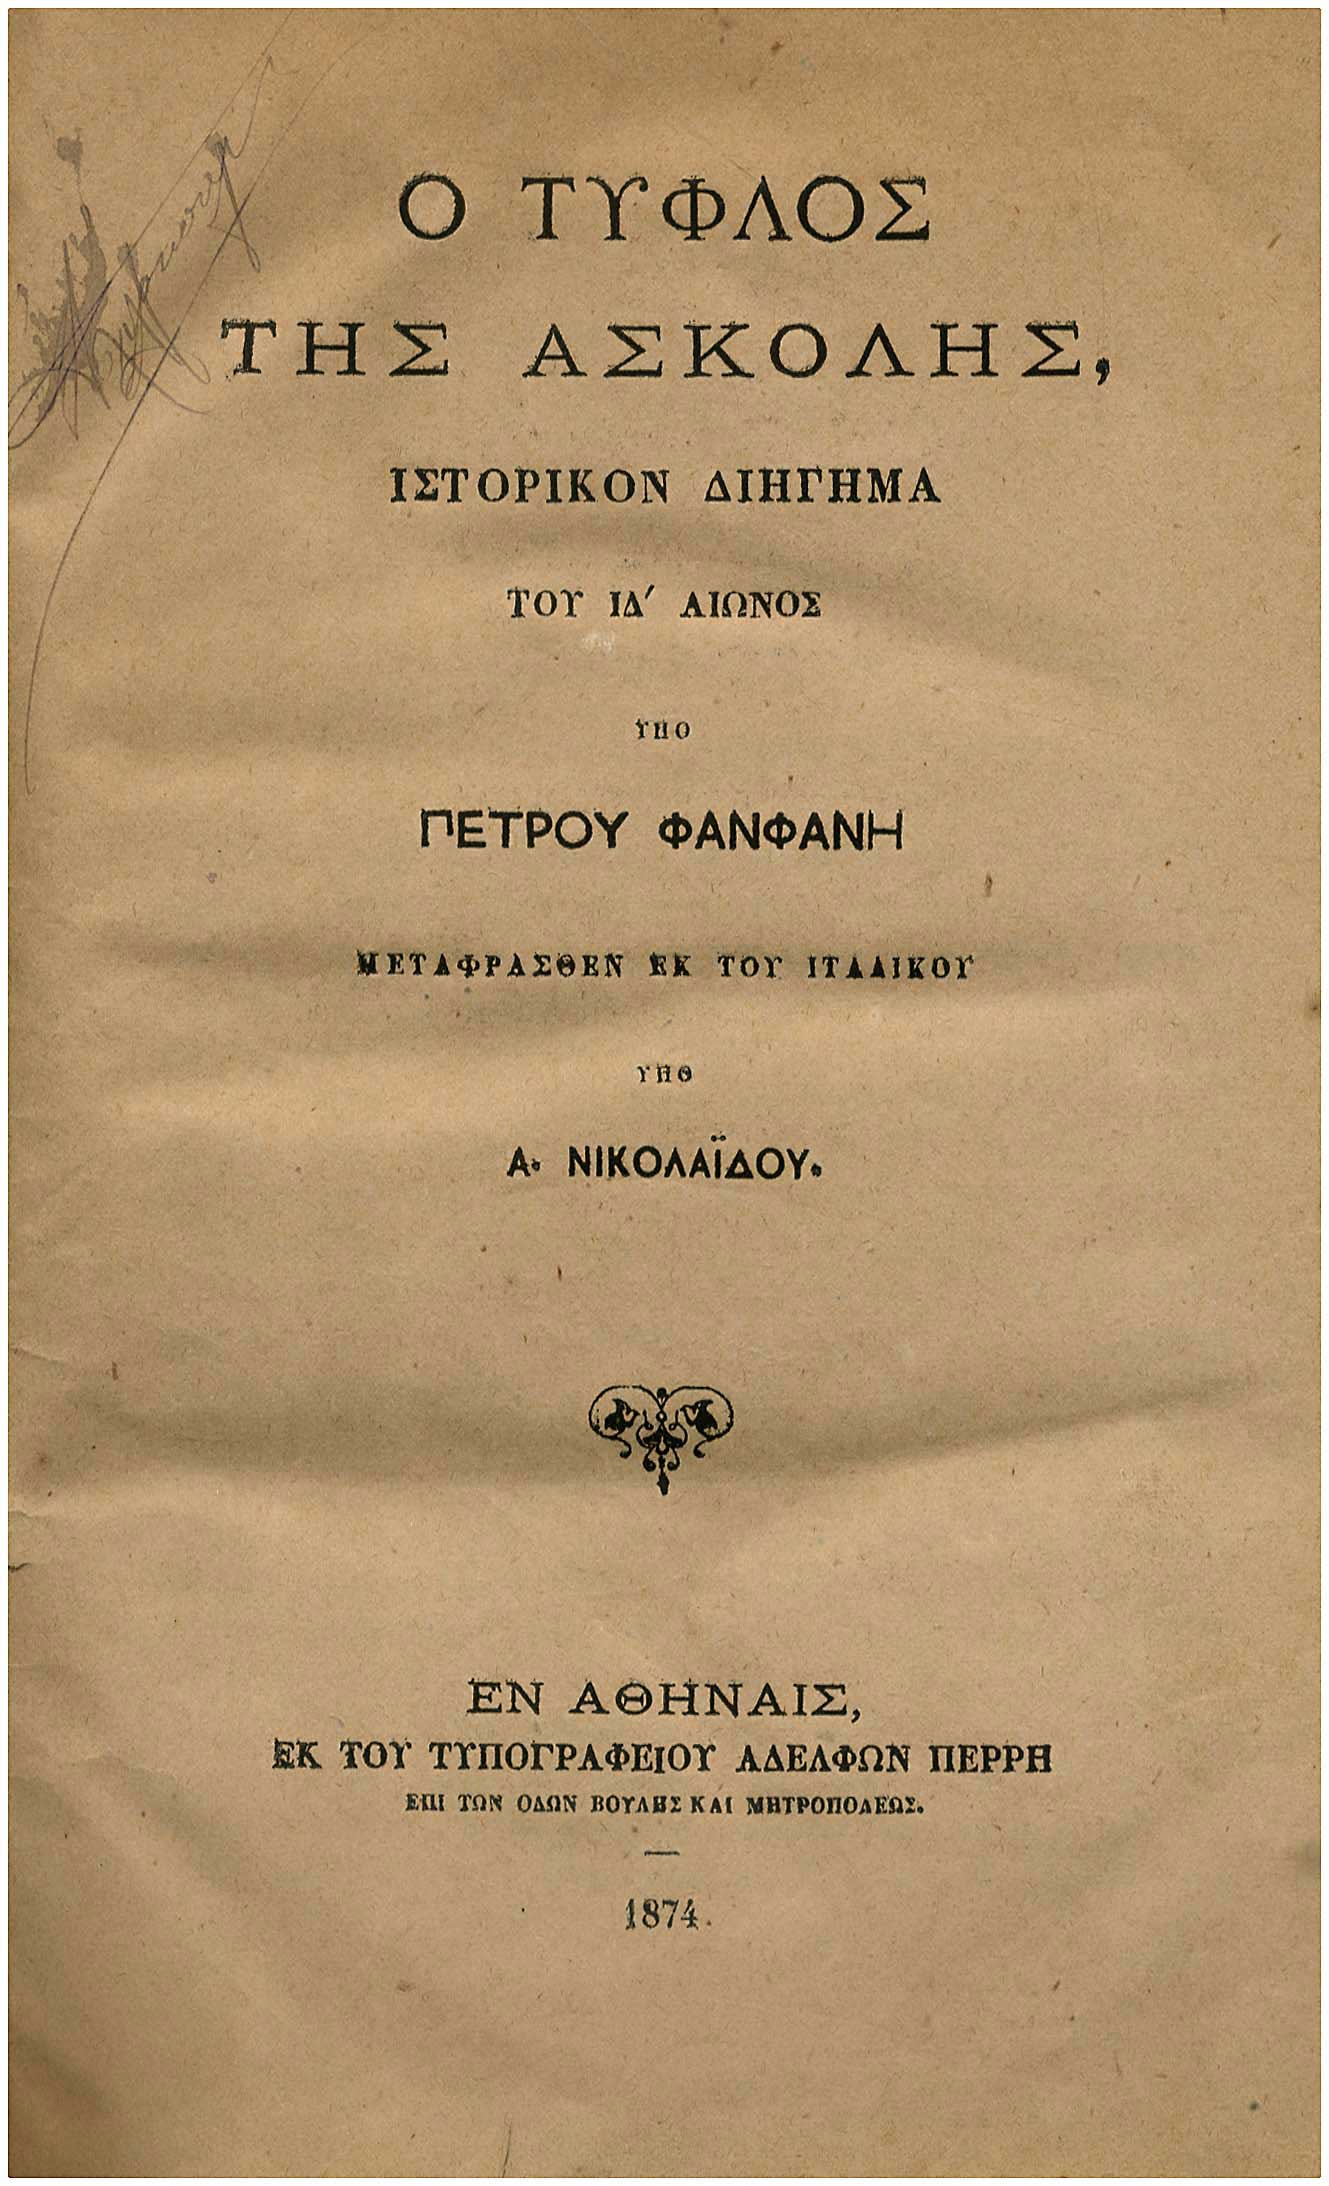 Ο ΤΥΦΛΟΣ
ΤΗΣ ΑΣΚΟΛΗΣ,
ΙΣΤΟΡΙΚΟΝ ΔΙΗΓΗΜΑ
ΤΟΥ ΙΔ' ΑΙΩΝΟΣ
ΥΠΟ
ΠΕΤΡΟΥ ΦΑΝΦΑΝΗ
ΜΕΤΑΦΡΑΣΘΕΝ ΕΚ ΤΟΥ ΙΤΑΛΙΚΟΥ
ΥΠΟ
Α. ΝΙΚΟΛΑΪΔΟΥ.
ΕΝ ΑΘΗΝΑΙΣ,
ΕΚ ΤΟΥ ΤΥΠΟΓΡΑΦΕΙΟΥ ΑΔΕΛΦΩΝ ΠΕΡΡΗ
ΕΠΙ ΤΩΝ ΟΔΩΝ ΒΟΥΛΗΣ ΚΑΙ ΜΗΤΡΟΠΟΛΕΩΣ.
1874.